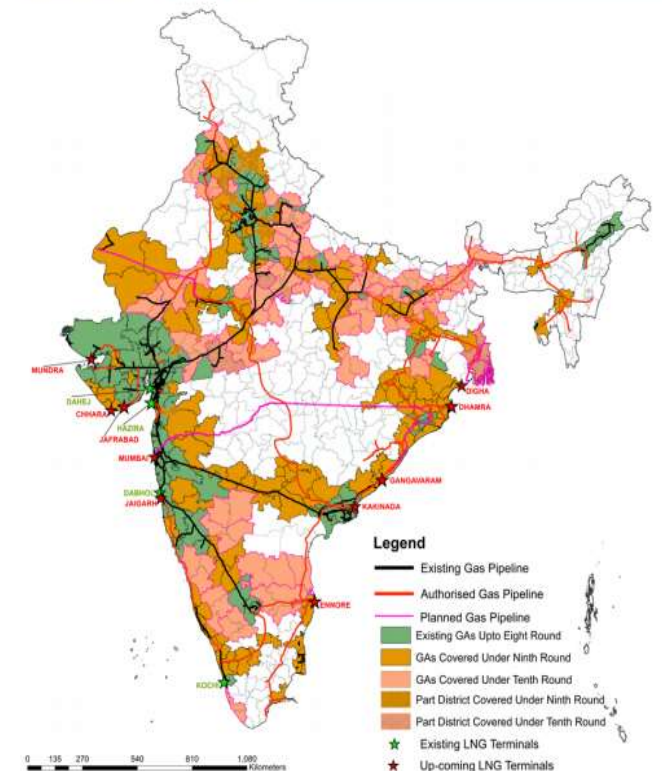 MUNDRA
DAHEJ
CHHARA
HAZIRA
JAFRABAD
MUMBAI
DABHOL
JAIGARH
DIGHA
DHAMRA
GANGAVARAM
KAKINADA
ENNORE
KOCHI
Legend
Existing Gas Pipeline
Authorised Gas Pipeline
Planned Gas Pipeline
Existing GAs Upto Eight Round
GAs Covered Under Ninth Round
GAs Covered Under Tenth Round
Part District Covered Under Ninth Round
Part District Covered Under Tenth Round
Existing LNG Terminals
Up-coming LNG Terminals
0 135 270 540 810 1,080
Kilometers